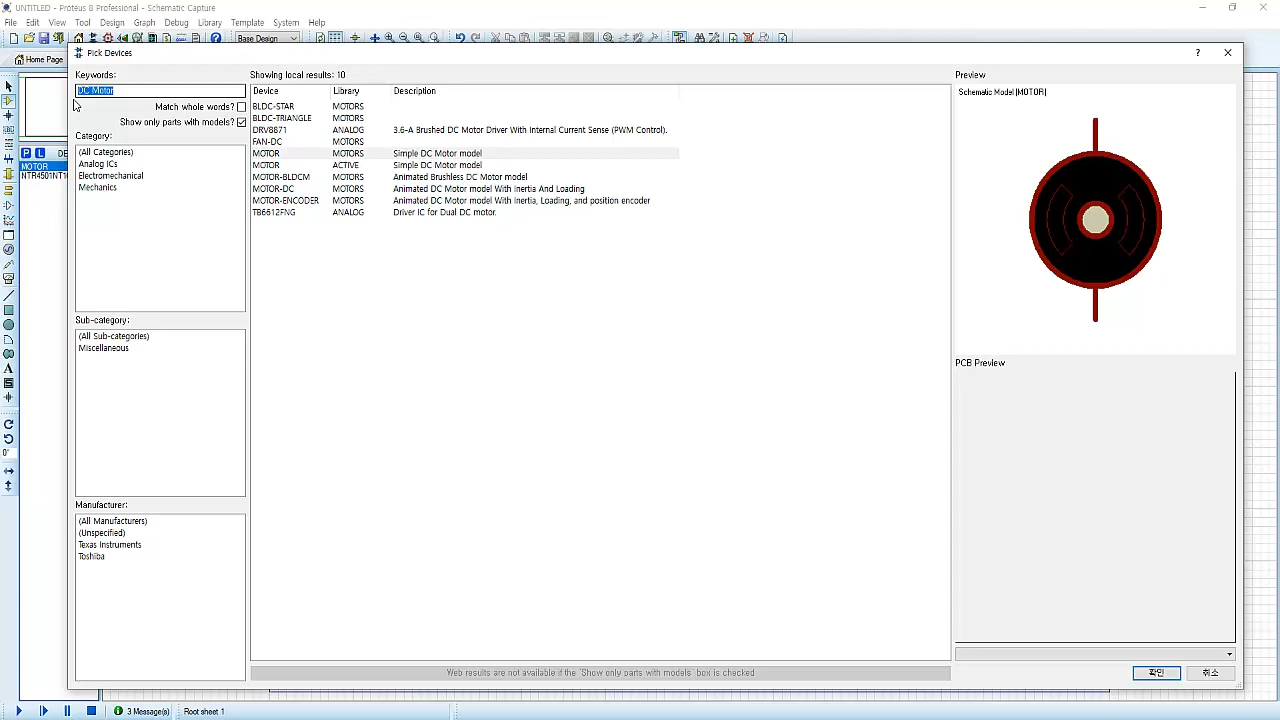 UNTITLED - Proteus 8 Professional - Schematic Capture
File Edit View Tool Design Graph Debug Library Template System Help
Base Design
Home Page
Pick Devices
Keywords:
DC Motor
Match whole words?
Show only parts with models?
Category:
(All Categories)
Analog ICs
Electromechanical
Mechanics
Sub-category:
(All Sub-categories)
Miscellaneous
Manufacturer:
(All Manufacturers)
(Unspecified)
Texas Instruments
Toshiba
Showing local results: 10
Device Library Description
BLDC-STAR MOTORS
BLDC-TRIANGLE MOTORS
DRV8871 ANALOG 3.6-A Brushed DC Motor Driver With Internal Current Sense (PWM Control).
FAN-DC MOTORS
MOTOR MOTORS Simple DC Motor model
MOTOR ACTIVE Simple DC Motor model
MOTOR-BLDCM MOTORS Animated Brushless DC Motor model
MOTOR-DC MOTORS Animated DC Motor model With Inertia And Loading
MOTOR-ENCODER MOTORS Animated DC Motor model With Inertia, Loading, and position encoder
TB6612FNG ANALOG Driver IC for Dual DC motor.
Web results are not available if the 'Show only parts with models' box is checked
Preview
Schematic Model [MOTOR]
PCB Preview
확인 취소
P L DE
MOTOR
NTR4501NT1
0°
3 Message(s) Root sheet 1